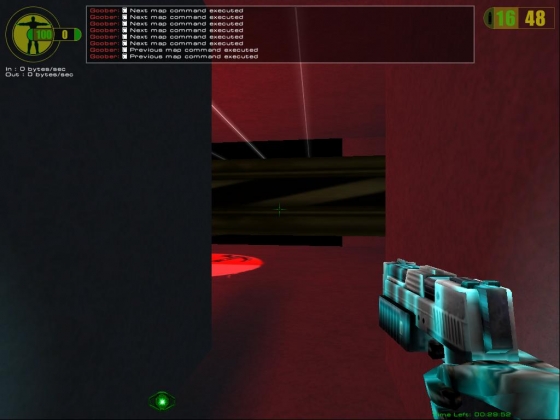 Goober: Next map command executed
Goober: Next map command executed
Goober: Next map command executed
Goober: Next map command executed
Goober: Next map command executed
Goober: Next map command executed
Goober: Previous map command executed
Goober: Previous map command executed
100 0
16 48
In : 0 bytes/sec
Out : 0 bytes/sec
Time Left: 00:29:52